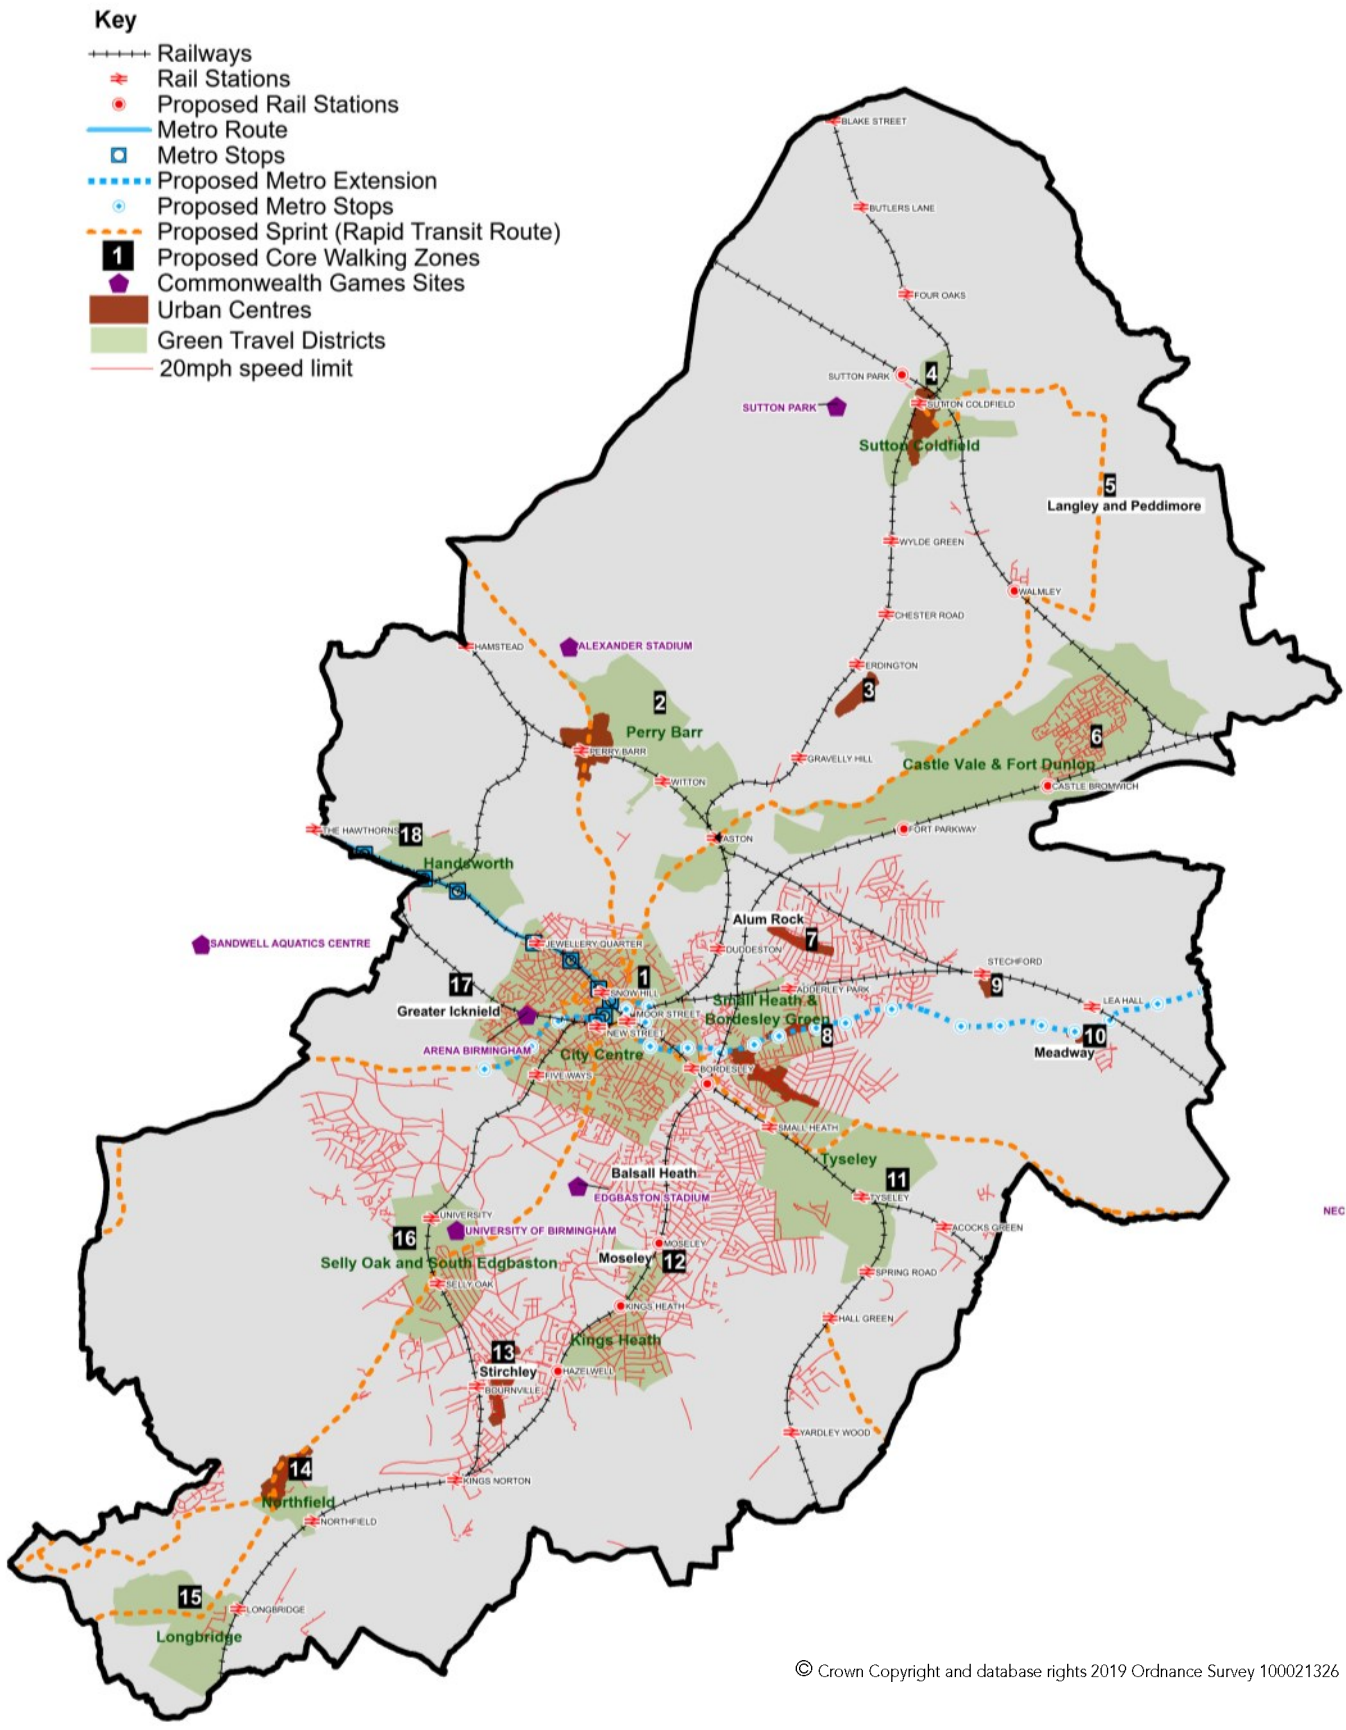 Key
Railways
Rail Stations
Proposed Rail Stations
Metro Route
Metro Stops
Proposed Metro Extension
Proposed Metro Stops
Proposed Sprint (Rapid Transit Route)
1 Proposed Core Walking Zones
Commonwealth Games Sites
Urban Centres
Green Travel Districts
20mph speed limit
BLAKE STREET
BUTLERS LANE
FOUR OAKS
4
SUTTON PARK
SUTTON PARK
SUTTON COLDFIELD
Sutton Coldfield
5
Langley and Peddimore
WYLDE GREEN
WALMLEY
CHESTER ROAD
HAMSTEAD
ALEXANDER STADIUM
ERDINGTON
3
2
Perry Barr
6
PERRY BARR
GRAVELLY HILL
Castle Vale & Fort Dunlop
WITTON
CASTLE BROMWICH
THE HAWTHORNS
18
ASTON
FORT PARKWAY
Handsworth
Alum Rock
7
SANDWELL AQUATICS CENTRE
JEWELLERY QUARTER
DUDDESTON
STECHFORD
17
1
9
SNOW HILL
ADDERLEY PARK
LEA HALL
Greater Icknield
MOOR STREET
Small Heath &
Bordesley Green
NEW STREET
8
10
ARENA BIRMINGHAM
City Centre
Meadway
FIVE WAYS
BORDESLEY
SMALL HEATH
Tyseley
Balsall Heath
11
EDGBASTON STADIUM
TYSELEY
NEC
UNIVERSITY
UNIVERSITY OF BIRMINGHAM
ACOCKS GREEN
16
MOSELEY
Moseley
12
Selly Oak and South Edgbaston
SPRING ROAD
SELLY OAK
KINGS HEATH
HALL GREEN
Kings Heath
13
Stirchley
HAZELWELL
BOURNVILLE
YARDLEY WOOD
14
KINGS NORTON
Northfield
NORTHFIELD
15
LONGBRIDGE
Longbridge
© Crown Copyright and database rights 2019 Ordnance Survey 100021326